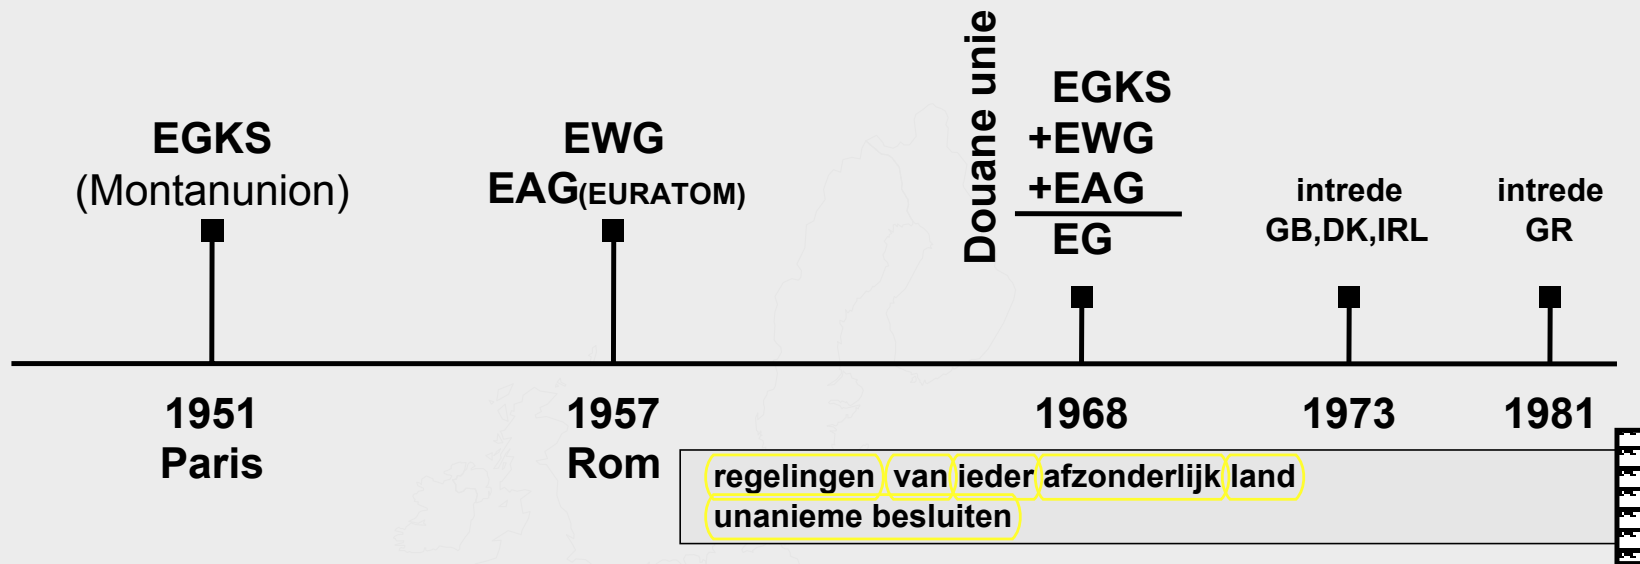 EGKS
(Montanunion)
EWG
EAG(EURATOM)
Douane unie
EGKS
+EWG
+EAG
EG
intrede
GB,DK,IRL
intrede
GR
1951
Paris
1957
Rom
1968
1973
1981
regelingen van ieder afzonderlijk land
unanieme besluiten